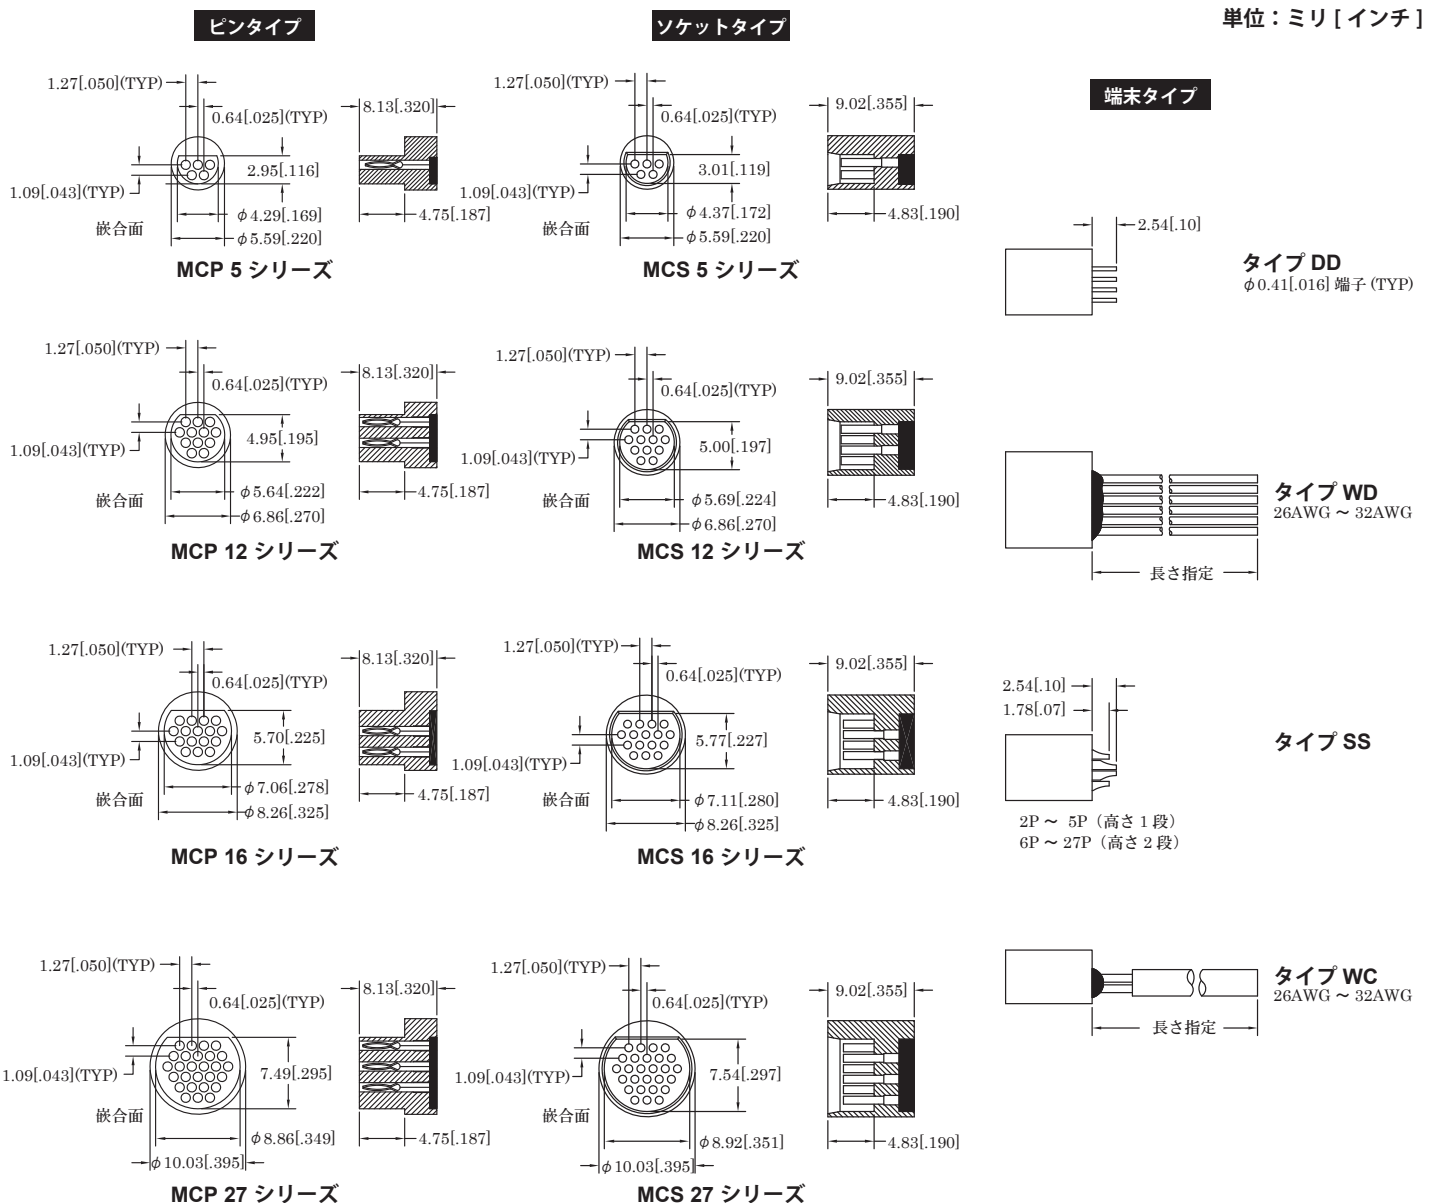 ピンタイプ
ソケットタイプ
単位：ミリ [ インチ ]
端末タイプ
1.27[.050](TYP)
0.64[.025](TYP)
8.13[.320]
2.95[.116]
1.09[.043](TYP)
嵌合面
φ4.29[.169]
φ5.59[.220]
4.75[.187]
MCP 5 シリーズ
1.27[.050](TYP)
0.64[.025](TYP)
9.02[.355]
3.01[.119]
1.09[.043](TYP)
嵌合面
φ4.37[.172]
φ5.59[.220]
4.83[.190]
MCS 5 シリーズ
2.54[.10]
タイプ DD
φ0.41[.016] 端子 (TYP)
1.27[.050](TYP)
0.64[.025](TYP)
8.13[.320]
4.95[.195]
1.09[.043](TYP)
嵌合面
φ5.64[.222]
φ6.86[.270]
4.75[.187]
MCP 12 シリーズ
1.27[.050](TYP)
0.64[.025](TYP)
9.02[.355]
5.00[.197]
1.09[.043](TYP)
嵌合面
φ5.69[.224]
φ6.86[.270]
4.83[.190]
MCS 12 シリーズ
タイプ WD
26AWG ～ 32AWG
長さ指定
1.27[.050](TYP)
0.64[.025](TYP)
8.13[.320]
5.70[.225]
1.09[.043](TYP)
嵌合面
φ7.06[.278]
φ8.26[.325]
4.75[.187]
MCP 16 シリーズ
1.27[.050](TYP)
0.64[.025](TYP)
9.02[.355]
5.77[.227]
1.09[.043](TYP)
嵌合面
φ7.11[.280]
φ8.26[.325]
4.83[.190]
MCS 16 シリーズ
2.54[.10]
1.78[.07]
タイプ SS
2P ～ 5P（高さ 1 段）
6P ～ 27P（高さ 2 段）
1.27[.050](TYP)
0.64[.025](TYP)
8.13[.320]
7.49[.295]
1.09[.043](TYP)
嵌合面
φ8.86[.349]
φ10.03[.395]
4.75[.187]
MCP 27 シリーズ
1.27[.050](TYP)
0.64[.025](TYP)
9.02[.355]
7.54[.297]
1.09[.043](TYP)
嵌合面
φ8.92[.351]
φ10.03[.395]
4.83[.190]
MCS 27 シリーズ
タイプ WC
26AWG ～ 32AWG
長さ指定